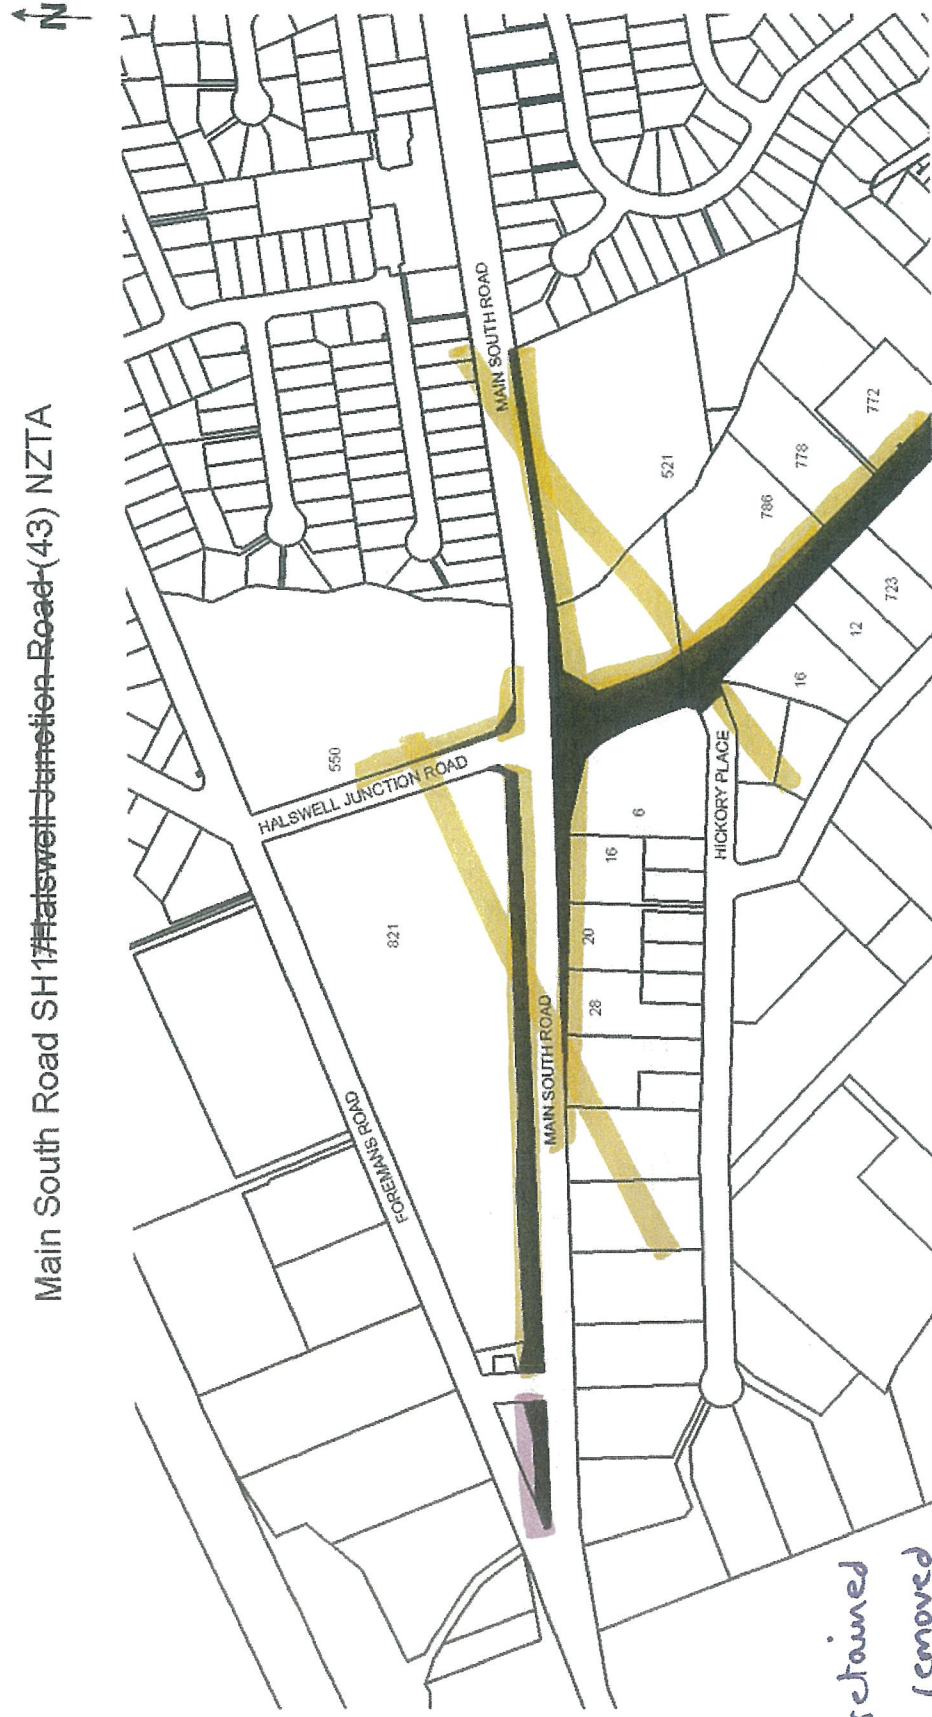 N
Main South Road SH1/Halswell Junction Road (43) NZTA
MAIN SOUTH ROAD
521
772
778
786
723
12
16
550
HALSWELL JUNCTION ROAD
HICKORY PLACE
6
16
20
28
821
MAIN SOUTH ROAD
FOREMANS ROAD
retained
removed